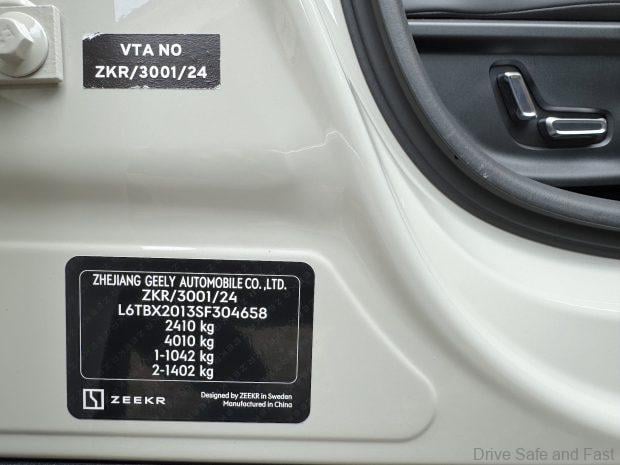 VTA NO
ZKR/3001/24
ZHEJIANG GEELY AUTOMOBILE CO.,LTD.
ZKR/3001/24
L6TBX2013SF304658
2410 kg
4010 kg
1-1042 kg
2-1402 kg
ZEEKR
Designed by ZEEKR in Sweden
Manufactured in China
Drive Safe and Fast